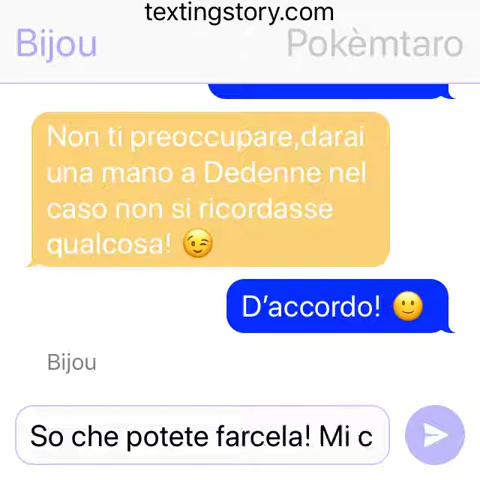 textingstory.com
Bijou
Pokèmtaro
Non ti preoccupare,darai
una mano a Dedenne nel
caso non si ricordasse
qualcosa! 😉
D’accordo! 🙂
Bijou
So che potete farcela! Mi c